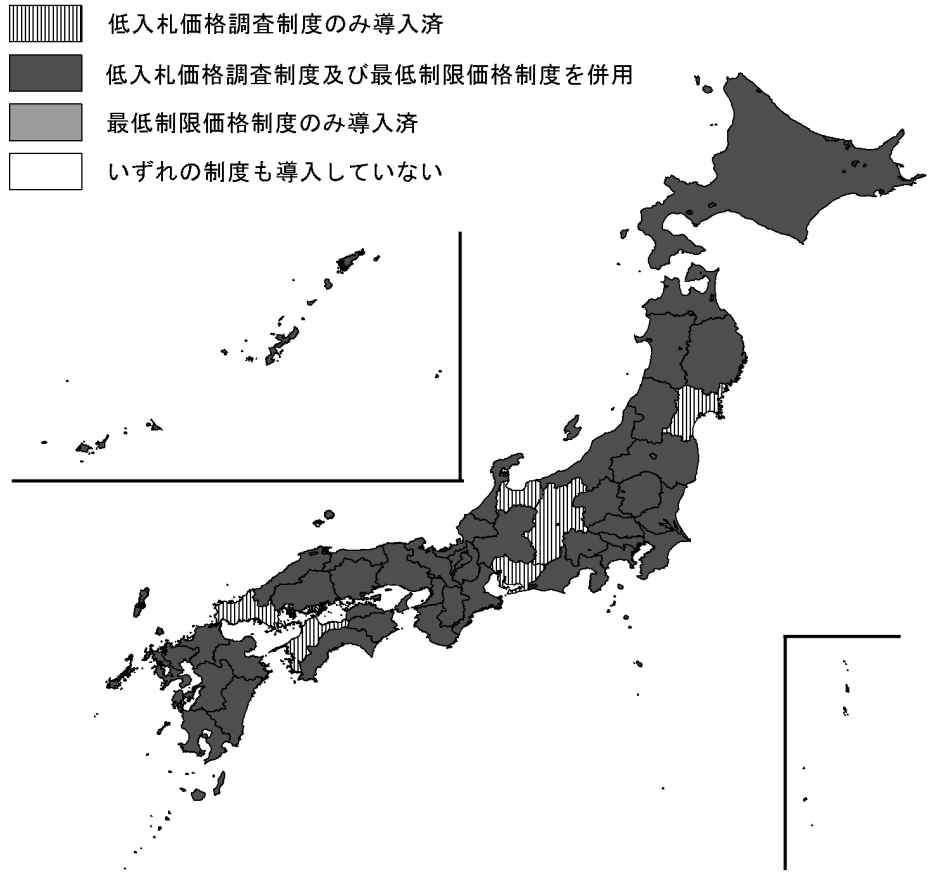 低入札価格調査制度のみ導入済
低入札価格調査制度及び最低制限価格制度を併用
最低制限価格制度のみ導入済
いずれの制度も導入していない